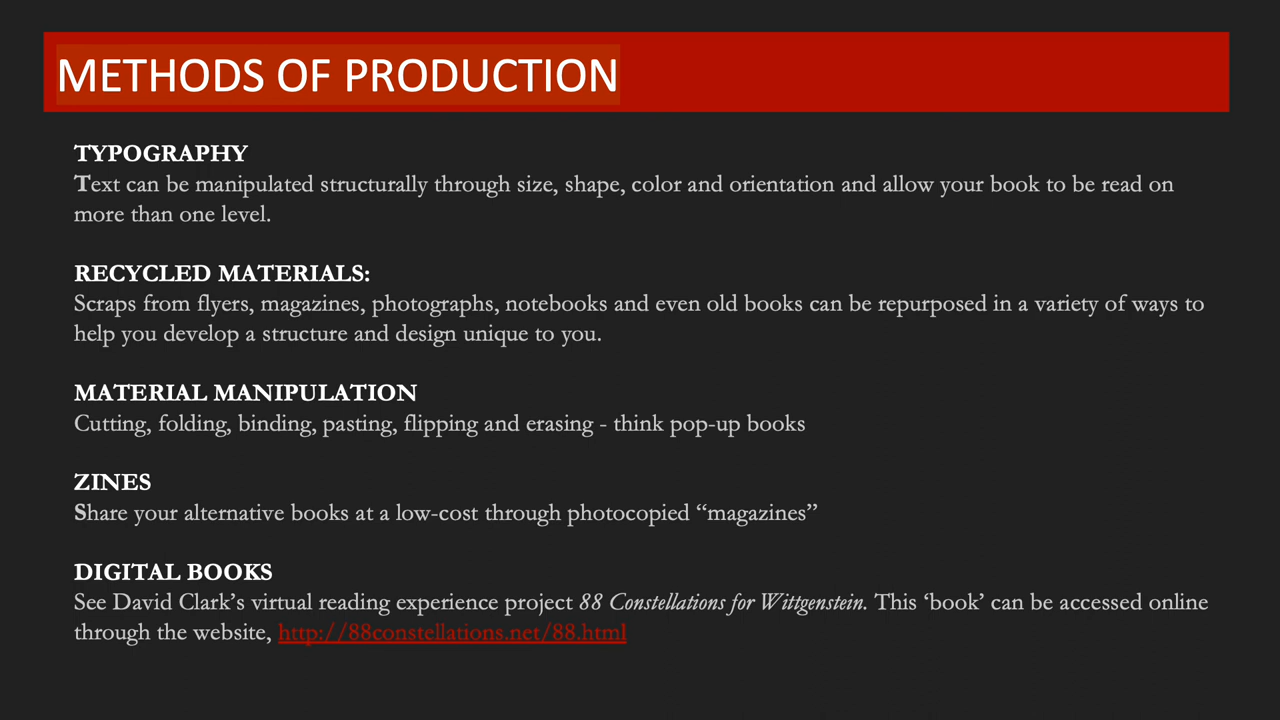 METHODS OF PRODUCTION
TYPOGRAPHY
Text can be manipulated structurally through size, shape, color and orientation and allow your book to be read on
more than one level.
RECYCLED MATERIALS:
Scraps from flyers, magazines, photographs, notebooks and even old books can be repurposed in a variety of ways to
help you develop a structure and design unique to you.
MATERIAL MANIPULATION
Cutting, folding, binding, pasting, flipping and erasing - think pop-up books
ZINES
Share your alternative books at a low-cost through photocopied “magazines”
DIGITAL BOOKS
See David Clark’s virtual reading experience project 88 Constellations for Wittgenstein. This ‘book’ can be accessed online
through the website, http://88constellations.net/88.html